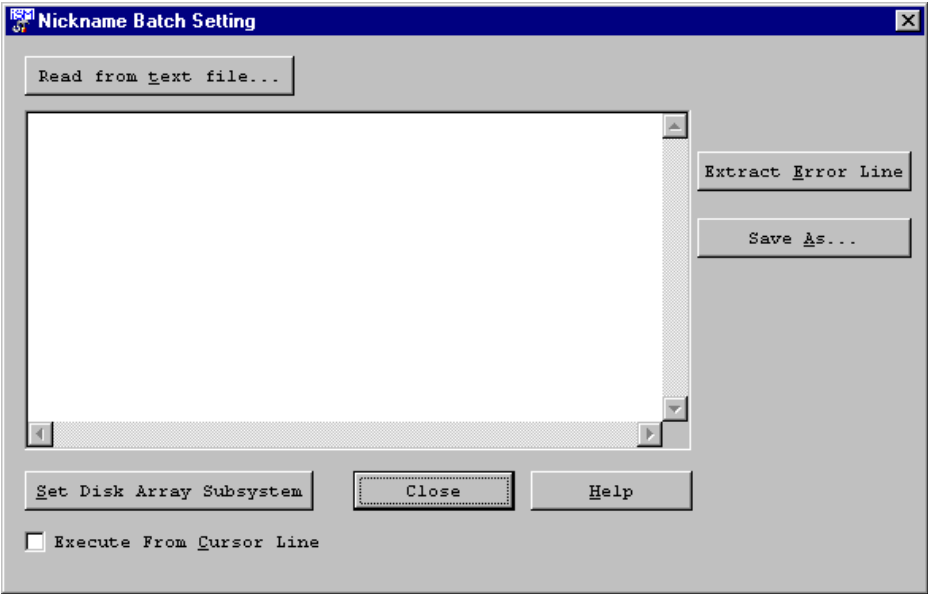 iSM Nickname Batch Setting
Read from text file...
Extract Error Line
Save As...
Set Disk Array Subsystem
Close
Help
Execute From Cursor Line